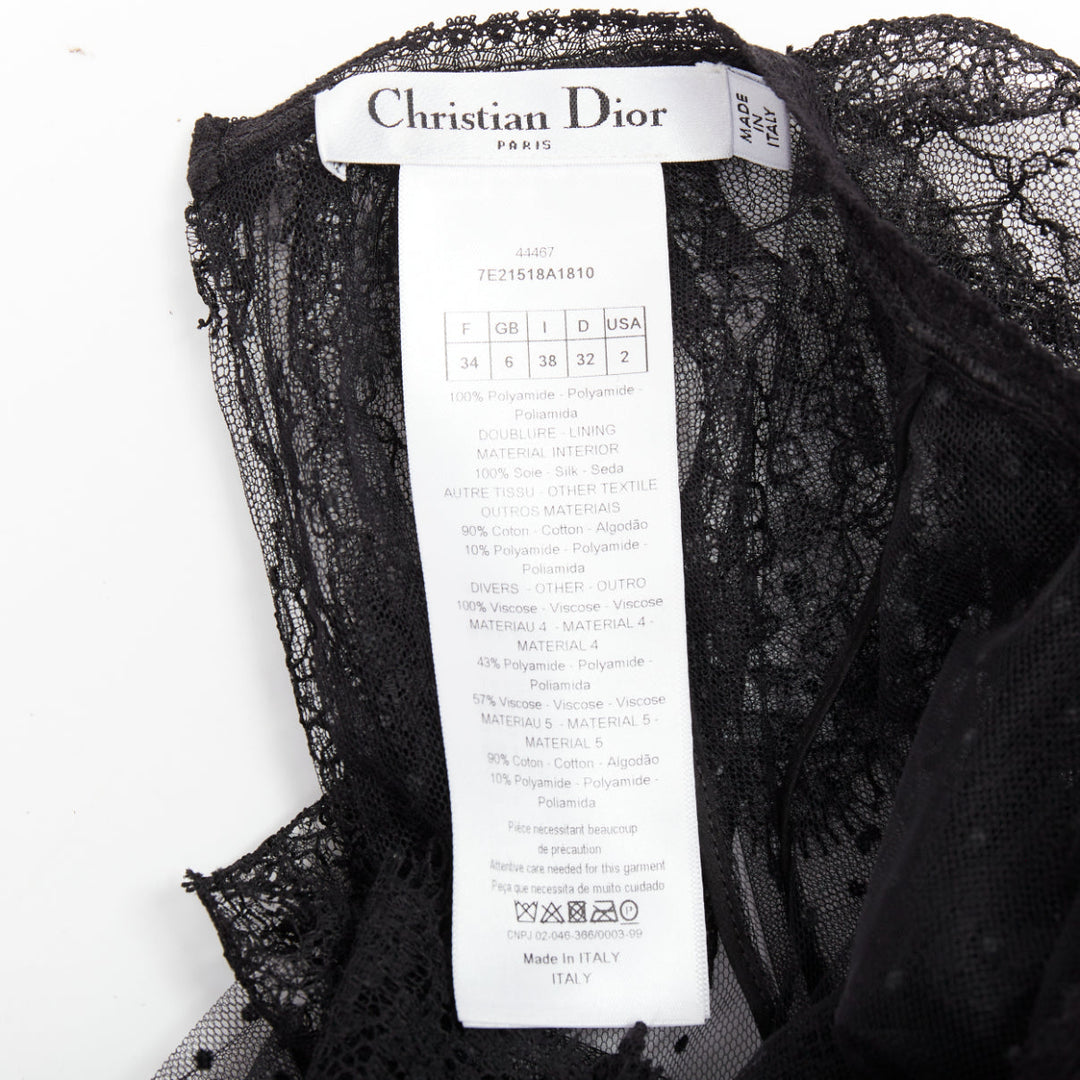 Christian Dior
PARIS
MADE
IN
ITALY
44467
7E21518A1810
F GB I D USA
34 6 38 32 2
100% Polyamide - Polyamide -
Poliamida
DOUBLURE - LINING
MATERIAL INTERIOR
100% Soie - Silk - Seda
AUTRE TISSU - OTHER TEXTILE
OUTROS MATERIAIS
90% Coton - Cotton - Algodão
10% Polyamide - Polyamide -
Poliamida
DIVERS - OTHER - OUTRO
100% Viscose - Viscose - Viscose
MATERIAU 4 - MATERIAL 4 -
MATERIAL 4
43% Polyamide - Polyamide -
Poliamida
57% Viscose - Viscose - Viscose
MATERIAU 5 - MATERIAL 5 -
MATERIAL 5
90% Coton - Cotton - Algodão
10% Polyamide - Polyamide -
Poliamida
Pièce necessitant beaucoup
de précaution
Attentive care needed for this garment
Peça que necessita de muito cuidado
CNPJ 02-046-366/0003-99
Made In ITALY
ITALY